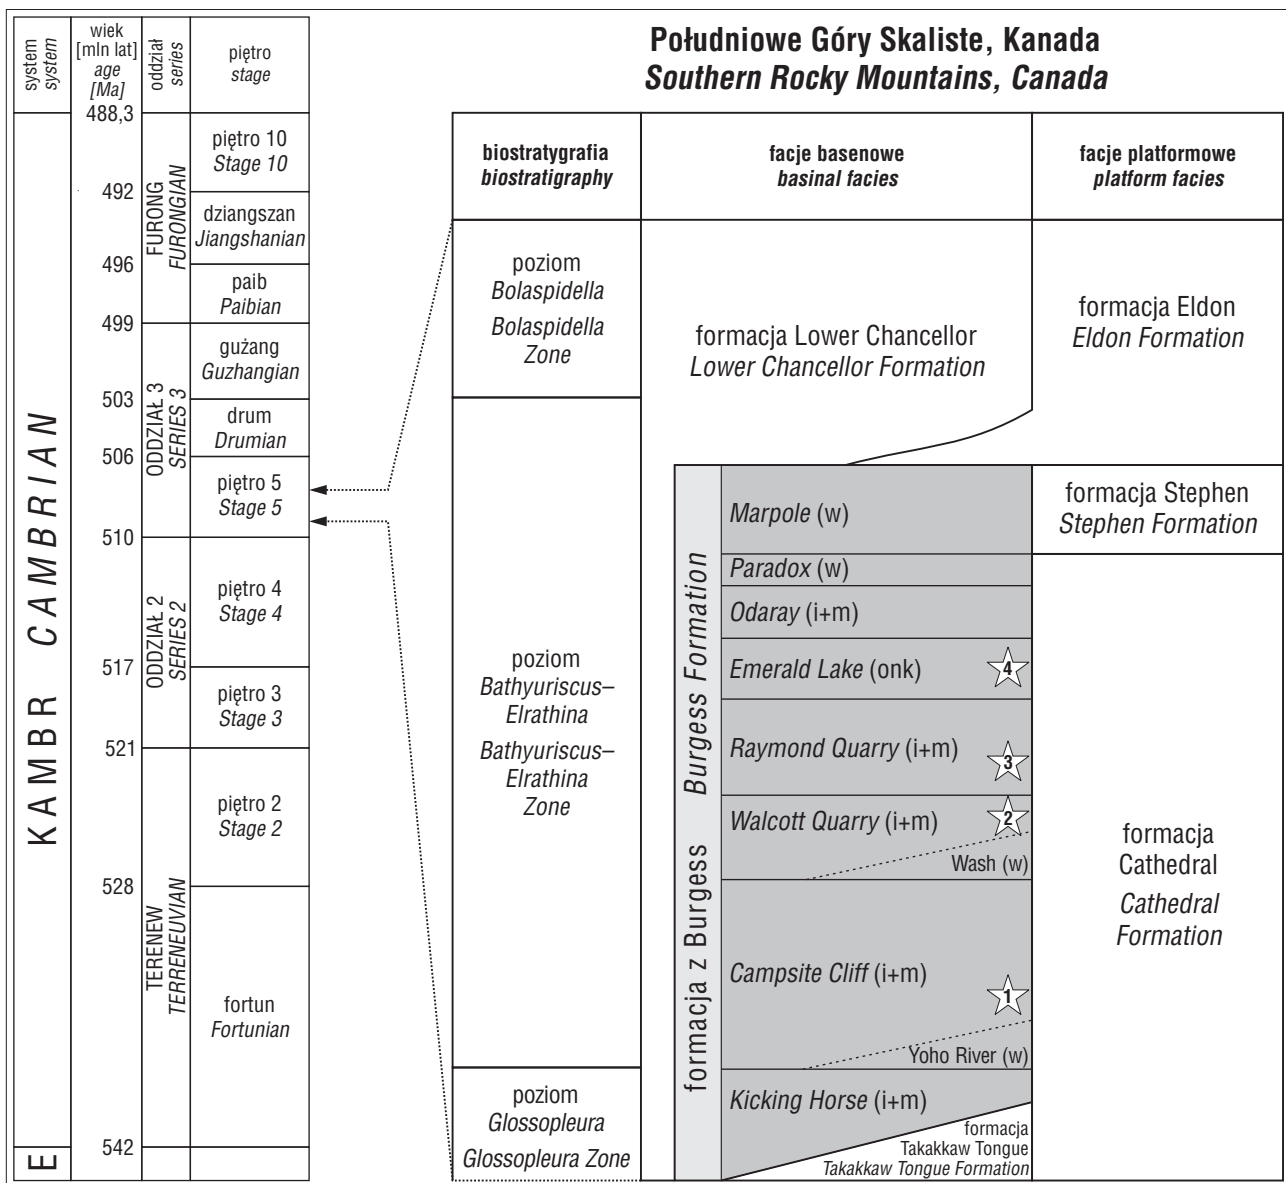 system
system
wiek
[mln lat]
age
[Ma]
oddział
series
piętro
stage
488,3
492
496
499
503
506
510
517
521
528
542
KAMBR CAMBRIAN
E
FURONG
FURONGIAN
ODDZIAŁ 3
SERIES 3
ODDZIAŁ 2
SERIES 2
TERENEW
TERRENEUVIAN
piętro 10
Stage 10
dziangszan
Jiangshanian
paib
Paibian
gużang
Guzhangian
drum
Drumian
piętro 5
Stage 5
piętro 4
Stage 4
piętro 3
Stage 3
piętro 2
Stage 2
fortun
Fortunian
Południowe Góry Skaliste, Kanada
Southern Rocky Mountains, Canada
biostratygrafia
biostratigraphy
facje basenowe
basinal facies
facje platformowe
platform facies
poziom
Bolaspidella
Bolaspidella
Zone
poziom
Bathyuriscus–
Elrathina
Bathyuriscus–
Elrathina
Zone
poziom
Glossopleura
Glossopleura Zone
formacja Lower Chancellor
Lower Chancellor Formation
formacja z Burgess Burgess Formation
Marpole (w)
Paradox (w)
Odaray (i+m)
Emerald Lake (onk)
4
Raymond Quarry (i+m)
3
Walcott Quarry (i+m)
2
Wash (w)
Campsite Cliff (i+m)
1
Yoho River (w)
Kicking Horse (i+m)
formacja
Takakkaw Tongue
Takakkaw Tongue Formation
formacja Eldon
Eldon Formation
formacja Stephen
Stephen Formation
formacja
Cathedral
Cathedral
Formation